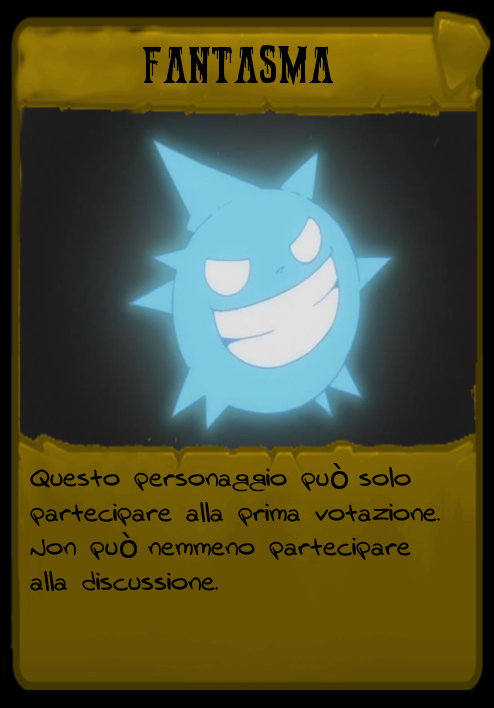 FANTASMA
Questo personaggio puÒ solo
partecipare alla prima votazione.
Non puÒ nemmeno partecipare
alla discussione.